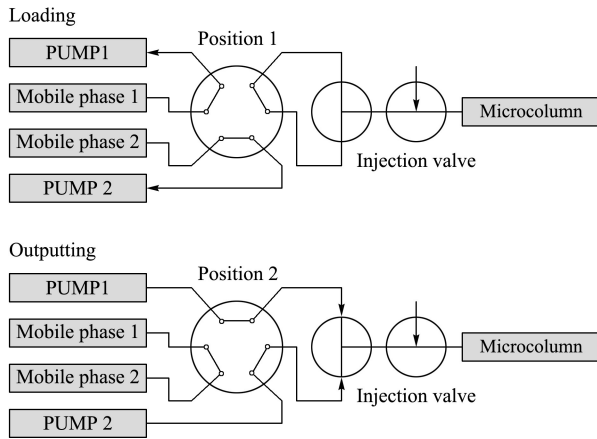 Loading
Position 1
PUMP1
Mobile phase 1
Mobile phase 2
PUMP 2
Microcolumn
Injection valve
Outputting
Position 2
PUMP1
Mobile phase 1
Mobile phase 2
PUMP 2
Microcolumn
Injection valve